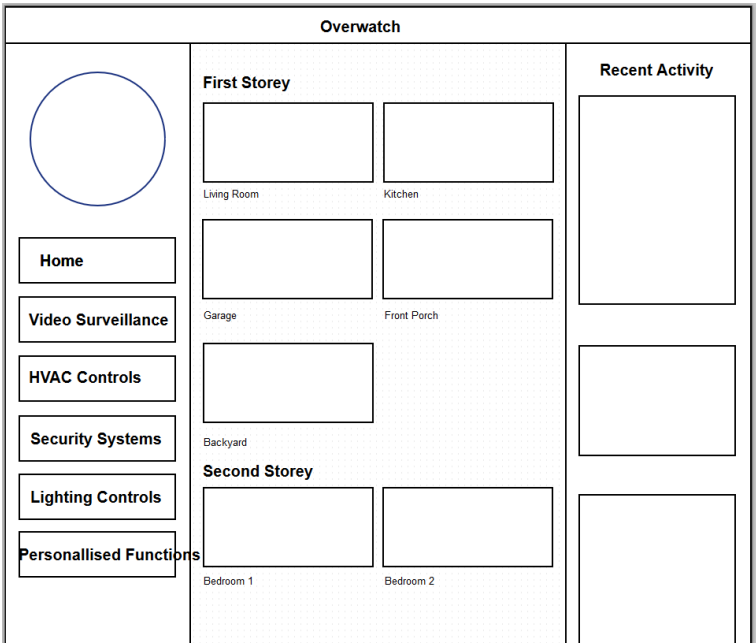 Overwatch
Home
Video Surveillance
HVAC Controls
Security Systems
Lighting Controls
Personallised Functions
First Storey
Living Room
Kitchen
Garage
Front Porch
Backyard
Second Storey
Bedroom 1
Bedroom 2
Recent Activity